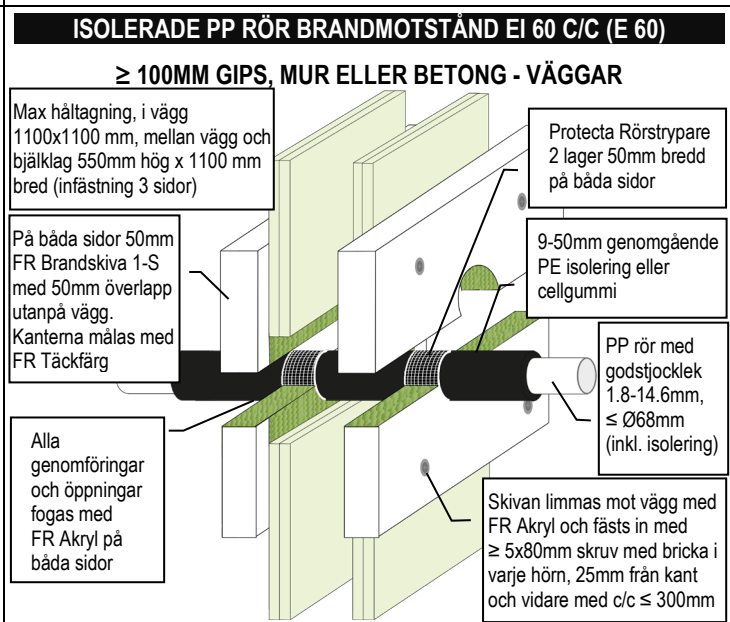 ISOLERADE PP RÖR BRANDMOTSTÅND EI 60 C/C (E 60)
≥ 100MM GIPS, MUR ELLER BETONG - VÄGGAR
Max håltagning, i vägg
1100x1100 mm, mellan vägg och
bjälklag 550mm hög x 1100 mm
bred (infästning 3 sidor)
Protecta Rörstrypare
2 lager 50mm bredd
på båda sidor
På båda sidor 50mm
FR Brandskiva 1-S
med 50mm överlapp
utanpå vägg.
Kanterna målas med
FR Täckfärg
9-50mm genomgående
PE isolering eller
cellgummi
PP rör med
godstjocklek
1.8-14.6mm,
≤ Ø68mm
(inkl. isolering)
Alla
genomföringar
och öppningar
fogas med
FR Akryl på
båda sidor
Skivan limmas mot vägg med
FR Akryl och fästs in med
≥ 5x80mm skruv med bricka i
varje hörn, 25mm från kant
och vidare med c/c ≤ 300mm